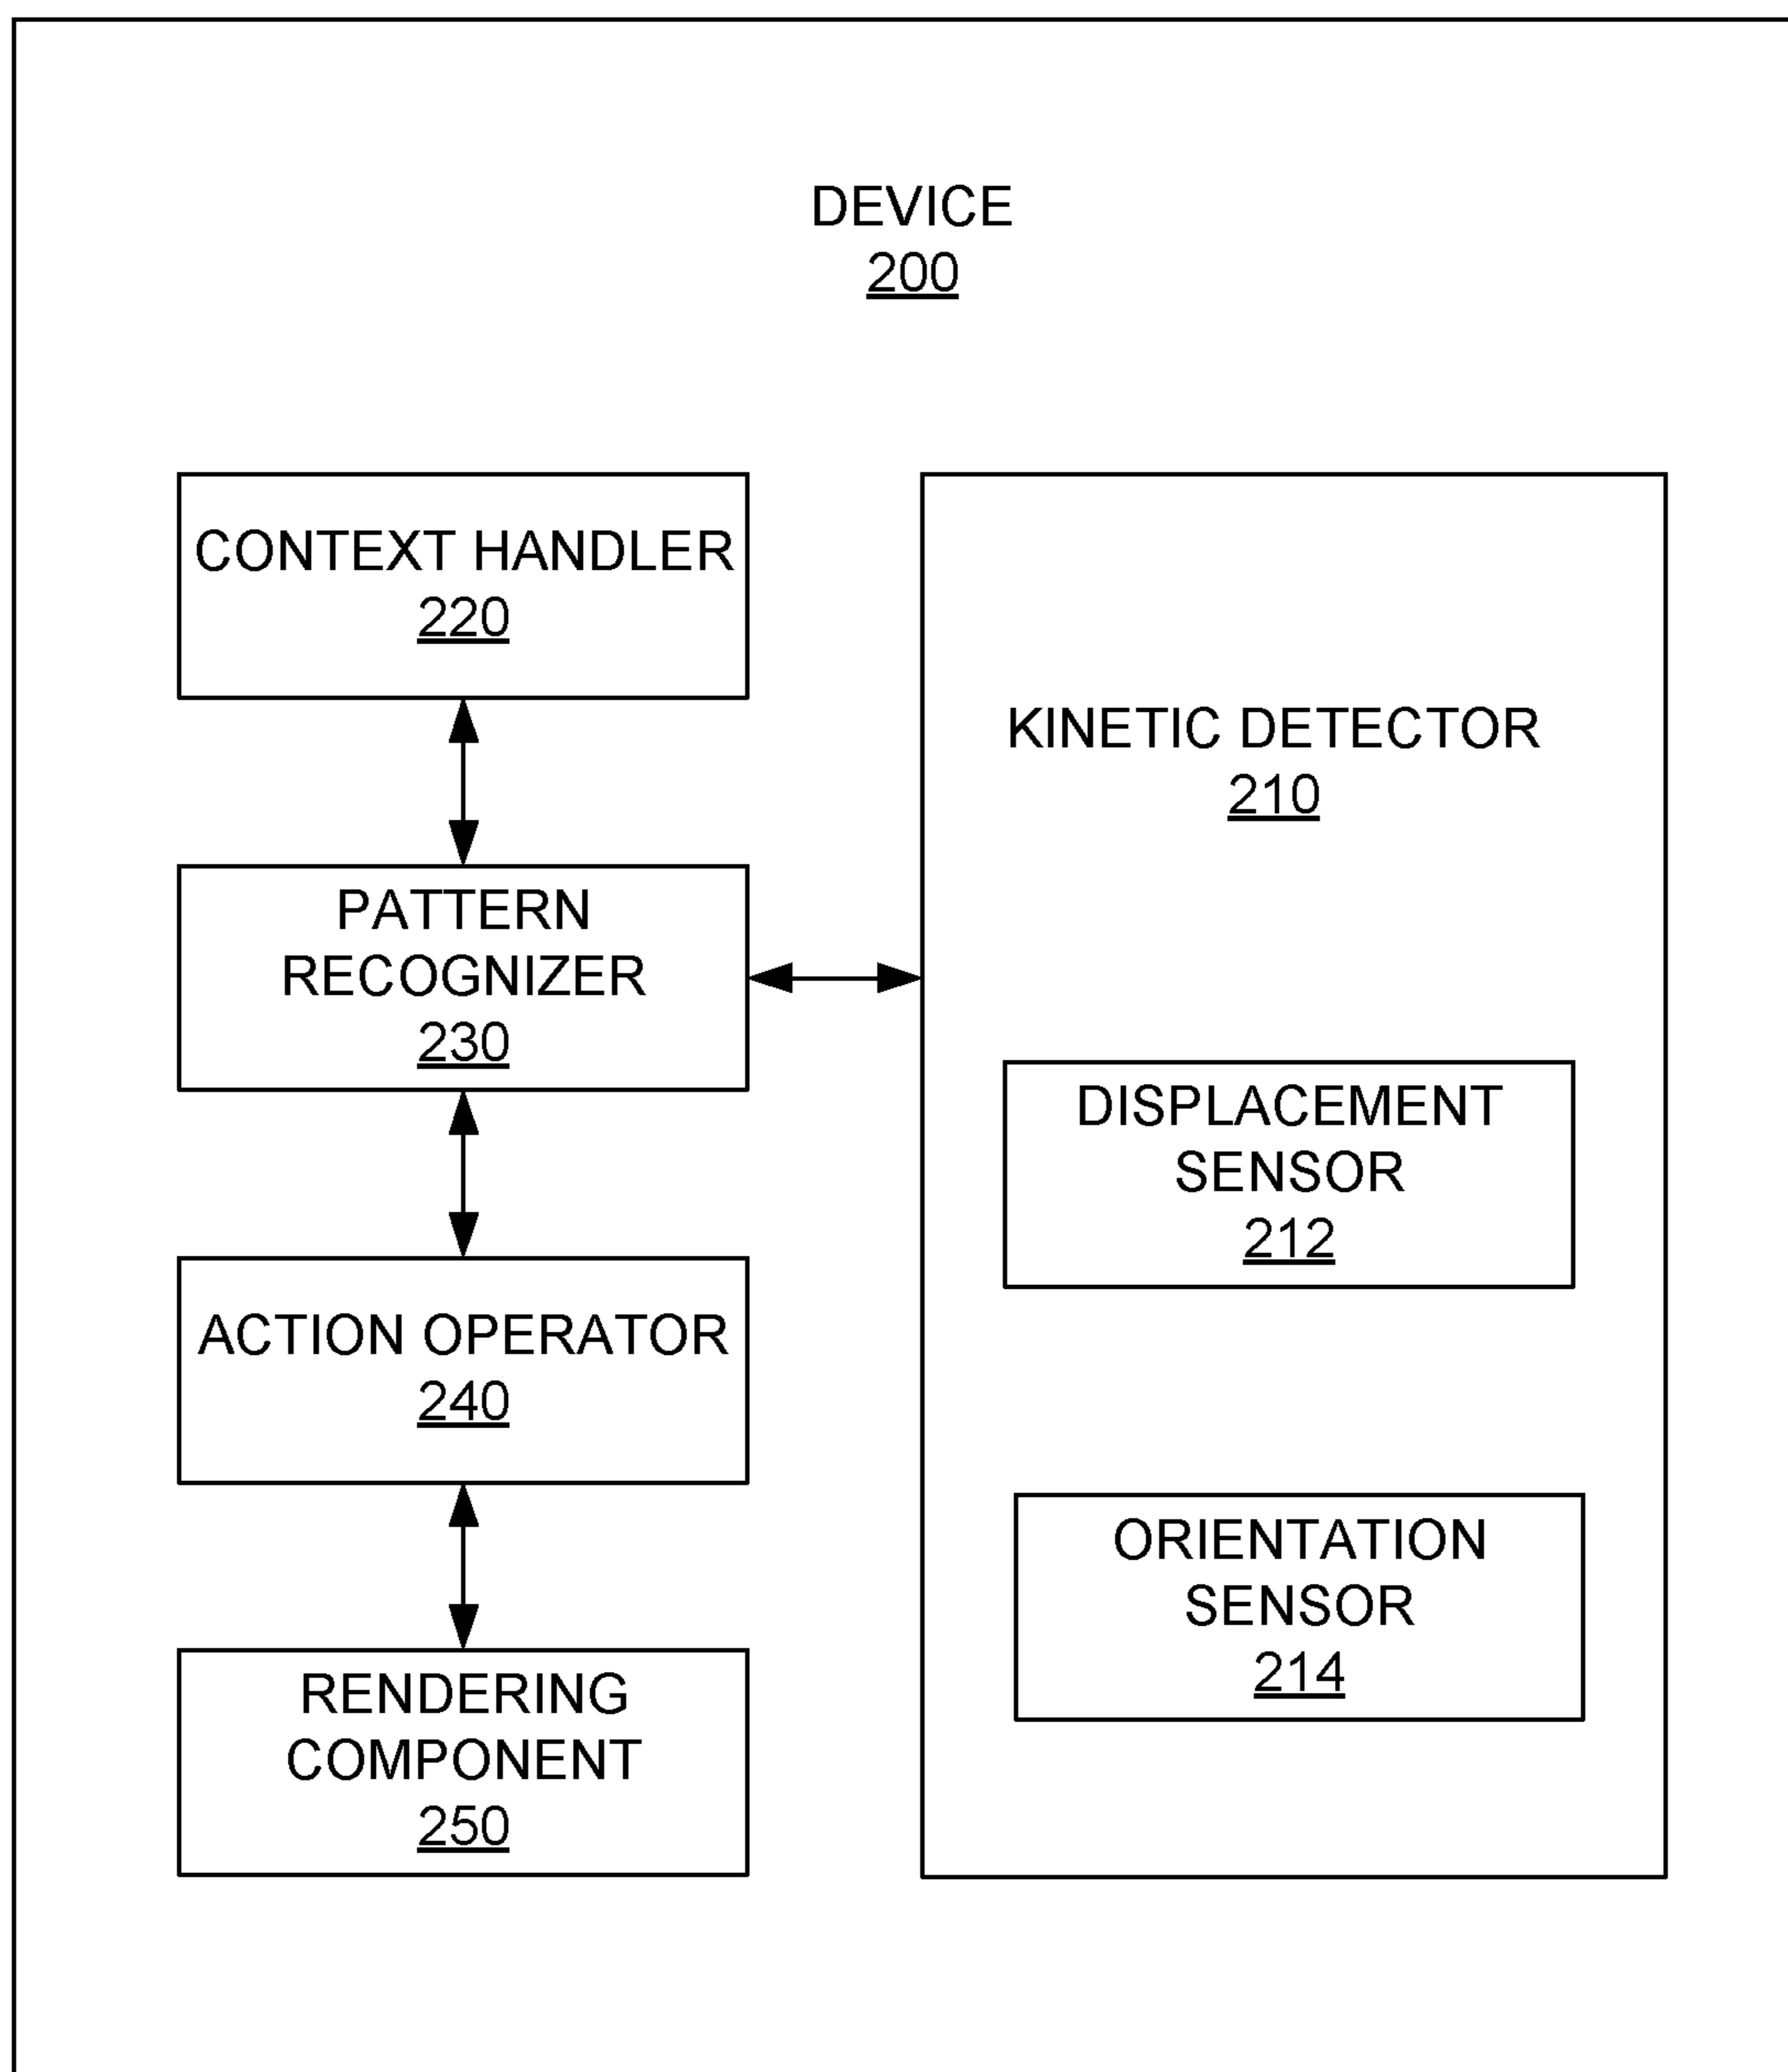 DEVICE
200
CONTEXT HANDLER
220
PATTERN
RECOGNIZER
230
ACTION OPERATOR
240
RENDERING
COMPONENT
250
KINETIC DETECTOR
210
DISPLACEMENT
SENSOR
212
ORIENTATION
SENSOR
214